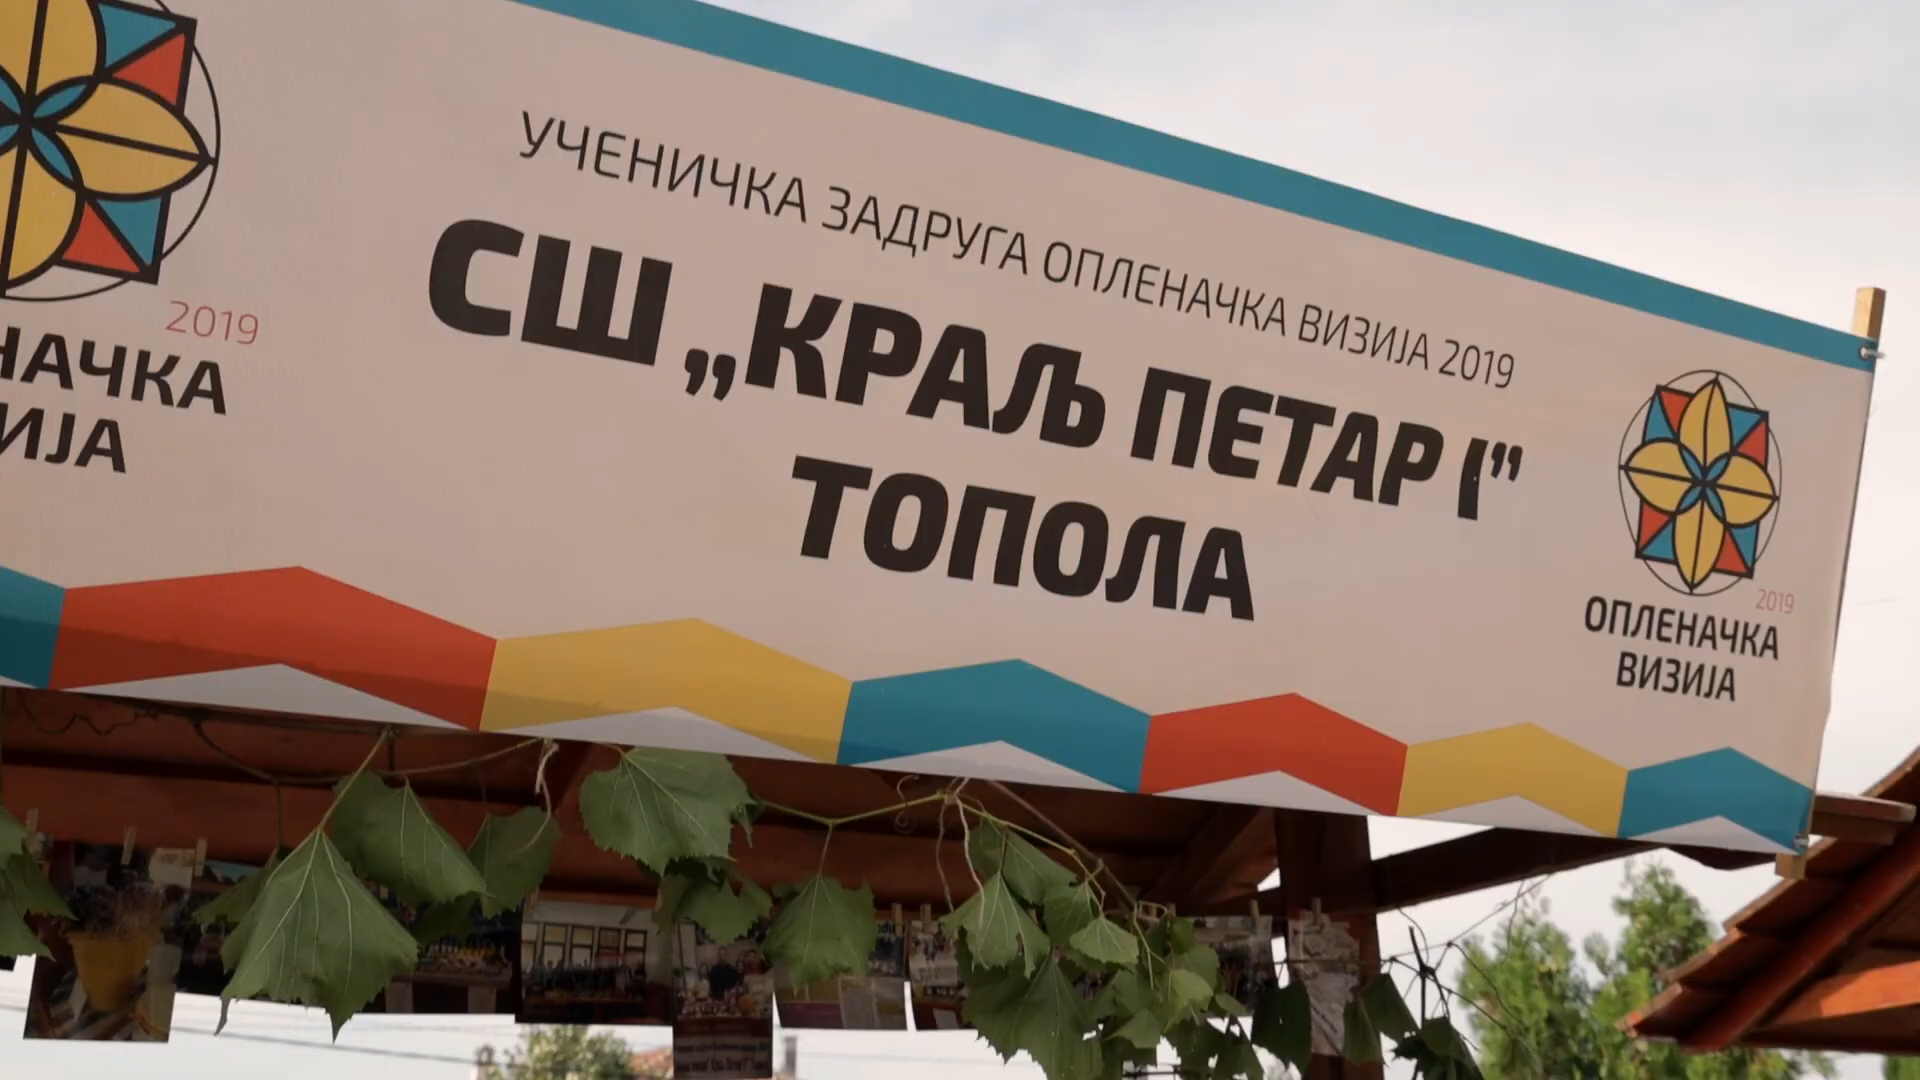 2019
НАЧКА
ИЈА
УЧЕНИЧКА ЗАДРУГА ОПЛЕНАЧКА ВИЗИЈА 2019
СШ „КРАЉ ПЕТАР I”
ТОПОЛА
2019
ОПЛЕНАЧКА
ВИЗИЈА